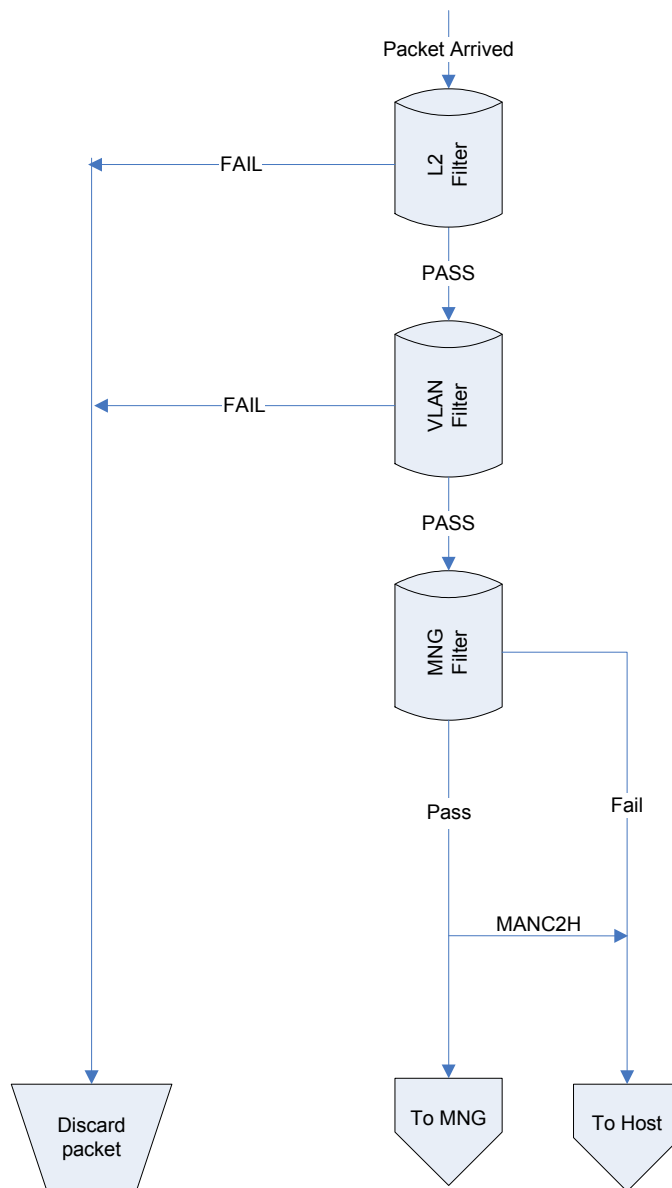 Packet Arrived
L2
Filter
FAIL
PASS
VLAN
Filter
FAIL
PASS
MNG
Filter
Pass
Fail
MANC2H
Discard
packet
To MNG
To Host